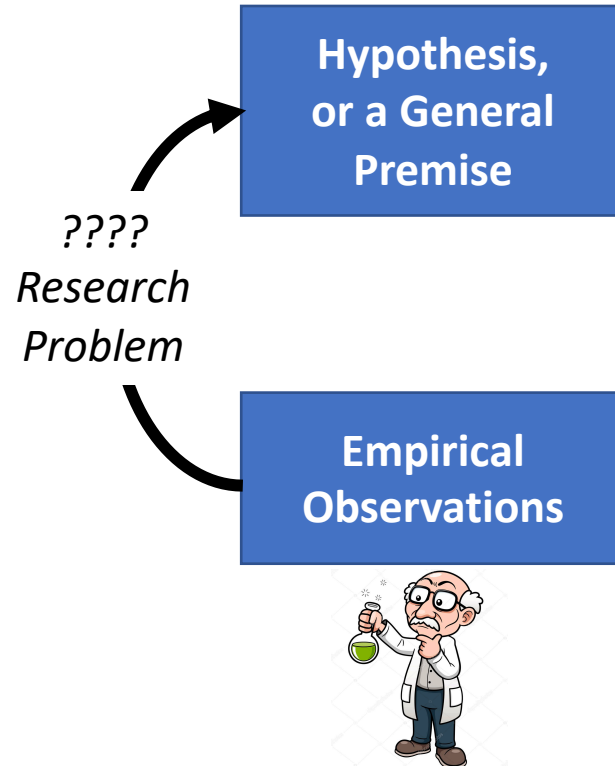 Hypothesis,
or a General
Premise
????
Research
Problem
Empirical
Observations